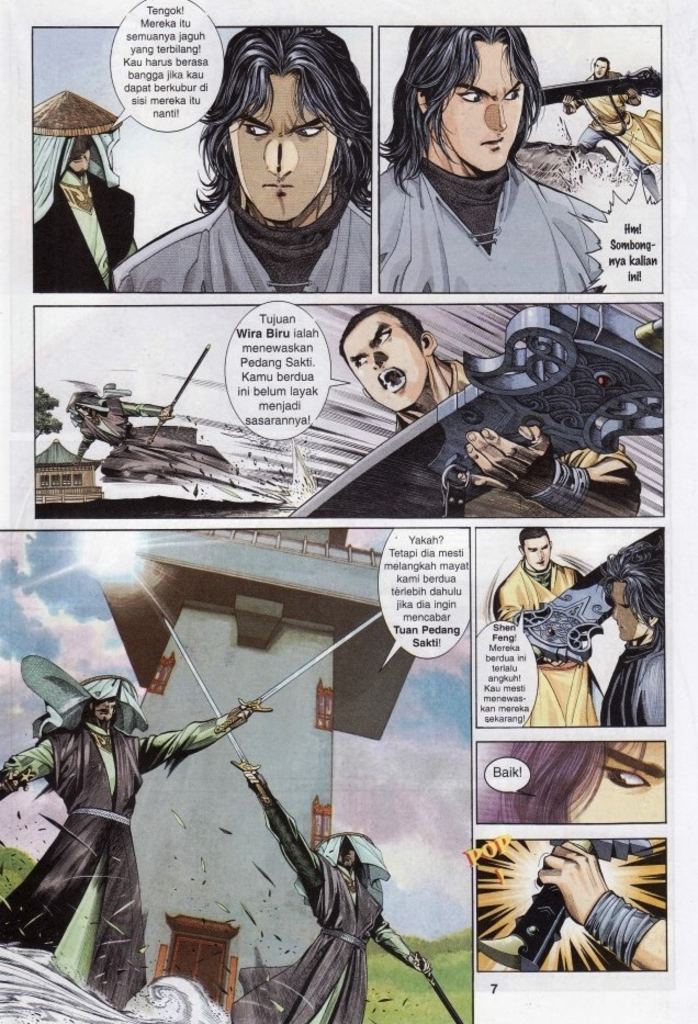 Tengok!
Mereka itu
semuanya jaguh
yang terbilang!
Kau harus berasa
bangga jika kau
dapat berkubur di
sisi mereka itu
nanti!
Hm!
Sombong-
nya kalian
ini!
Tujuan
Wira Biru ialah
menewaskan
Pedang Sakti.
Kamu berdua
ini belum layak
menjadi
sasarannya!
Yakah?
Tetapi dia mesti
melangkah mayat
kami berdua
terlebih dahulu
jika dia ingin
mencabar
Tuan Pedang
Sakti!
Shen
Feng!
Mereka
berdua ini
terlalu
angkuh!
Kau mesti
menewas-
kan mereka
sekarang!
Baik!
POP
!
7